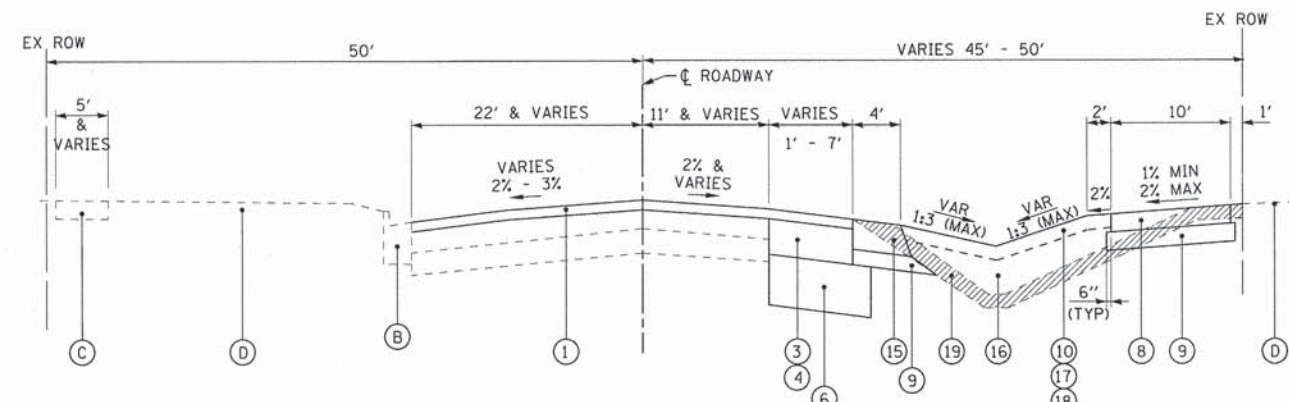 EX ROW
EX ROW
50'
VARIES 45' - 50'
℄ ROADWAY
5'
&
VARIES
22' & VARIES
11' & VARIES
VARIES
1' - 7'
4'
2'
10'
1'
VARIES
2% - 3%
2% &
VARIES
VAR
1:3 (MAX)
VAR
1:3 (MAX)
2%
1% MIN
2% MAX
6"
(TYP)
C
D
B
1
3
4
6
15
9
19
16
10
17
18
8
9
D